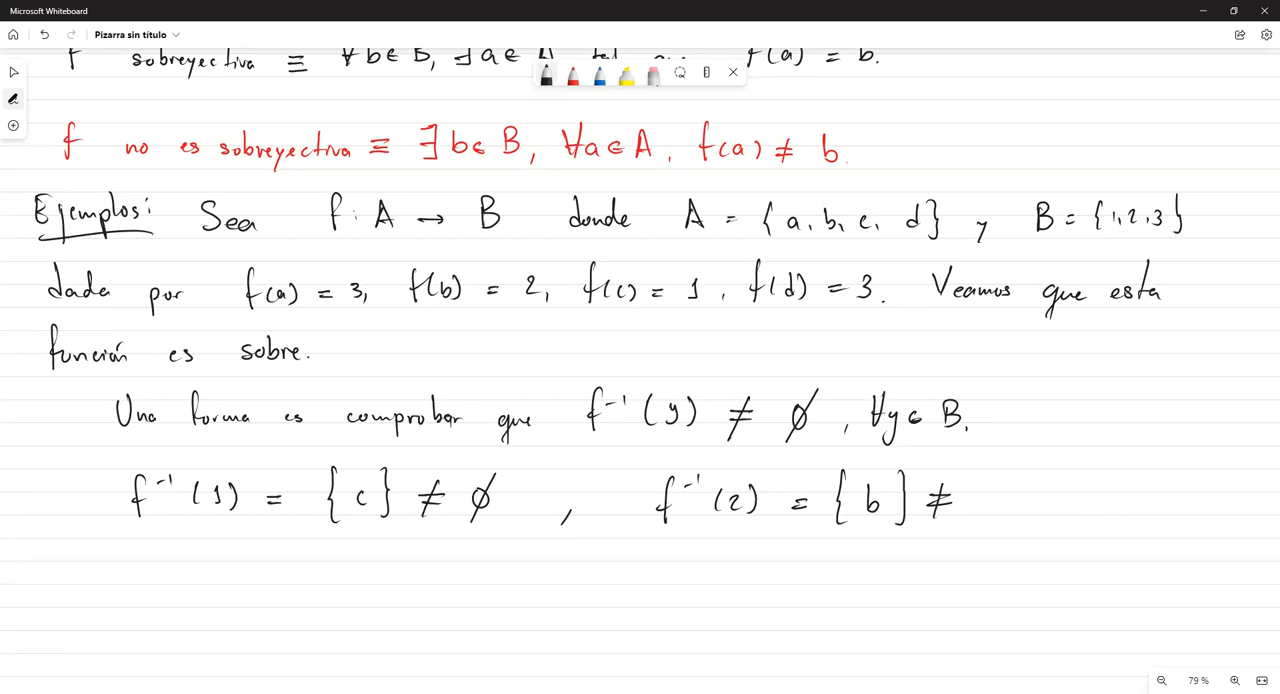 Microsoft Whiteboard
Pizarra sin título
f sobreyectiva ≡ ∀b∈B, ∃a∈A tal f(a) = b.
f no es sobreyectiva ≡ ∃b∈B, ∀a∈A, f(a) ≠ b.
Ejemplos: Sea f: A → B donde A = {a, b, c, d} y B = {1, 2, 3}
dada por f(a) = 3, f(b) = 2, f(c) = 1, f(d) = 3. Veamos que esta
función es sobre.
Una forma es comprobar que f⁻¹(y) ≠ ∅, ∀y∈B.
f⁻¹(1) = {c} ≠ ∅, f⁻¹(2) = {b} ≠
79 %